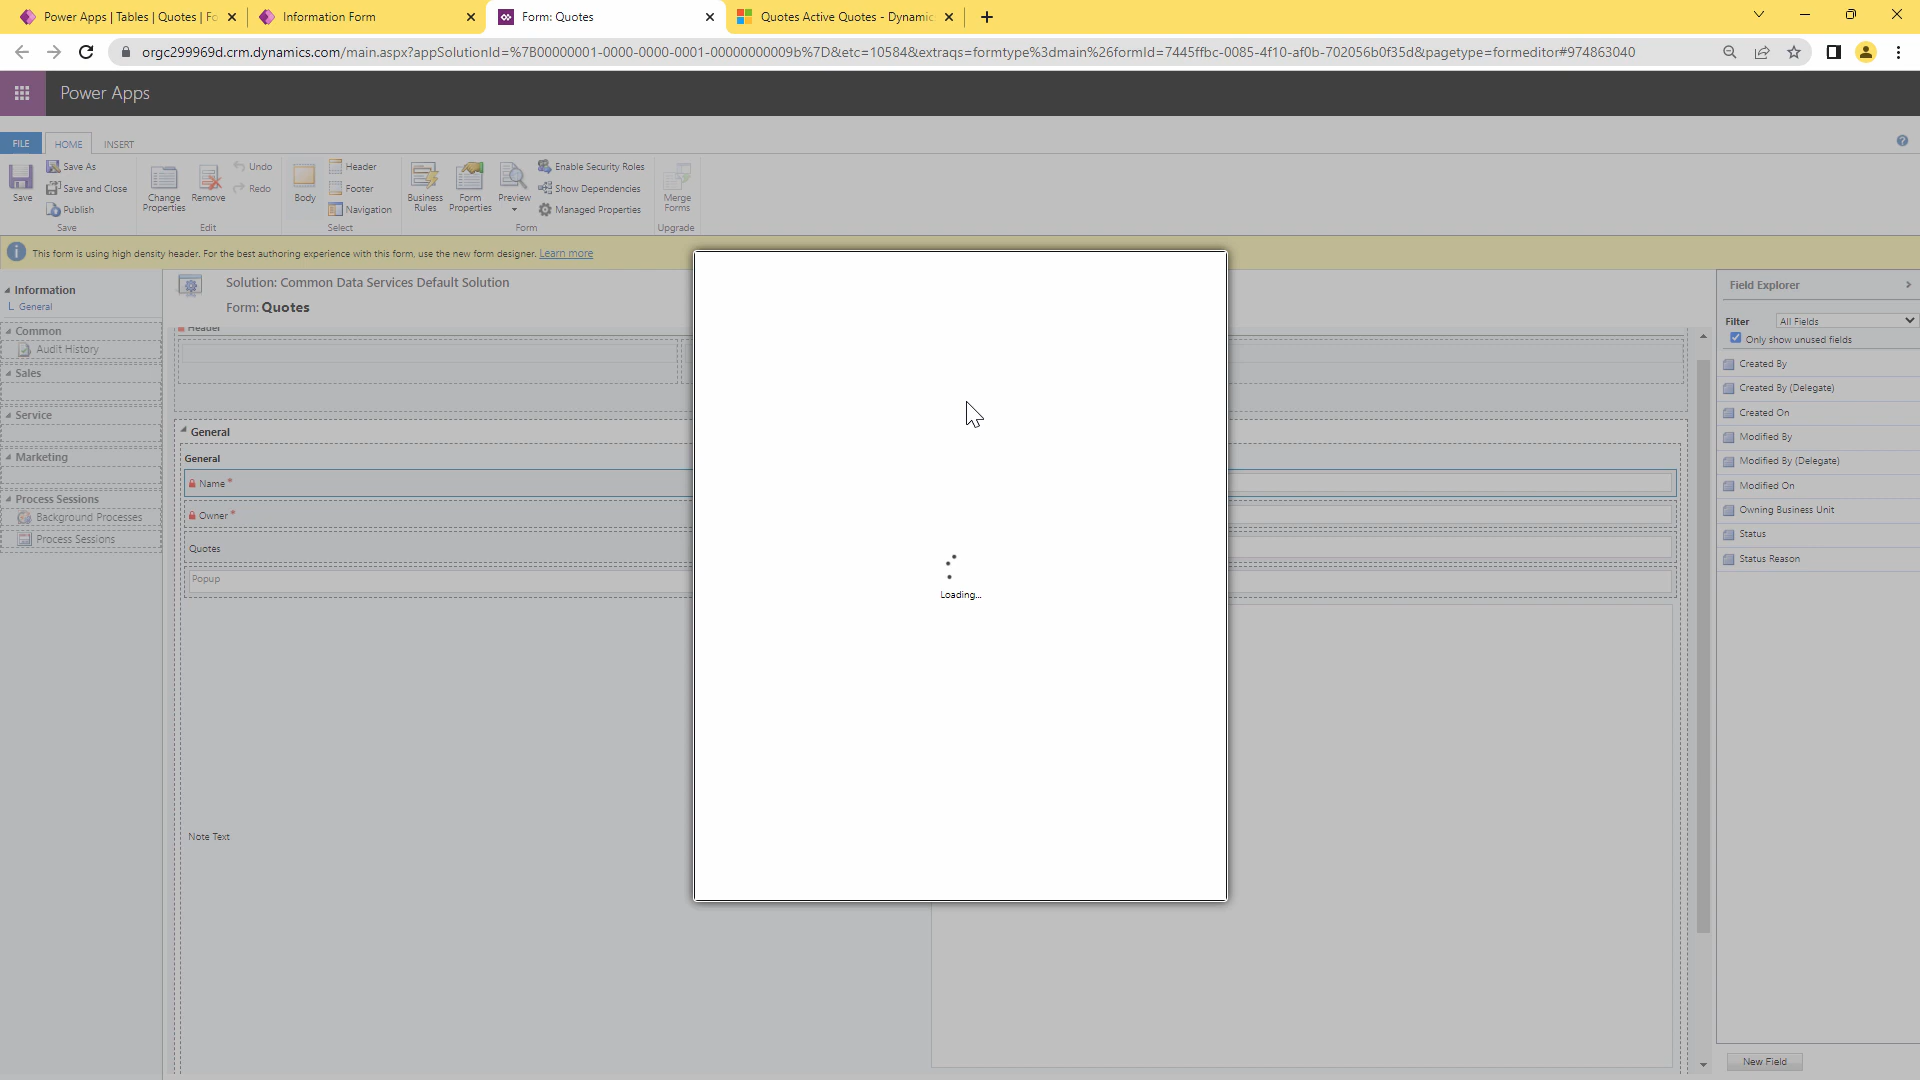 Power Apps | Tables | Quotes | Fo
Information Form
Form: Quotes
Quotes Active Quotes - Dynamic
orgc299969d.crm.dynamics.com/main.aspx?appSolutionId=%7B00000001-0000-0000-0001-00000000009b%7D&etc=10584&extraqs=formtype%3dmain%26formId=7445ffbc-0085-4f10-af0b-702056b0f35d&pagetype=formeditor#974863040
Power Apps
FILE
HOME
INSERT
Save
Save As
Save and Close
Publish
Save
Change Properties
Remove
Undo
Redo
Edit
Body
Header
Footer
Navigation
Select
Business Rules
Form Properties
Preview
Enable Security Roles
Show Dependencies
Managed Properties
Form
Merge Forms
Upgrade
This form is using high density header. For the best authoring experience with this form, use the new form designer. Learn more
Information
General
Common
Audit History
Sales
Service
Marketing
Process Sessions
Background Processes
Process Sessions
Solution: Common Data Services Default Solution
Form: Quotes
Header
General
General
Name *
Owner *
Quotes
Popup
Note Text
Loading...
Field Explorer
Filter
All Fields
Only show unused fields
Created By
Created By (Delegate)
Created On
Modified By
Modified By (Delegate)
Modified On
Owning Business Unit
Status
Status Reason
New Field